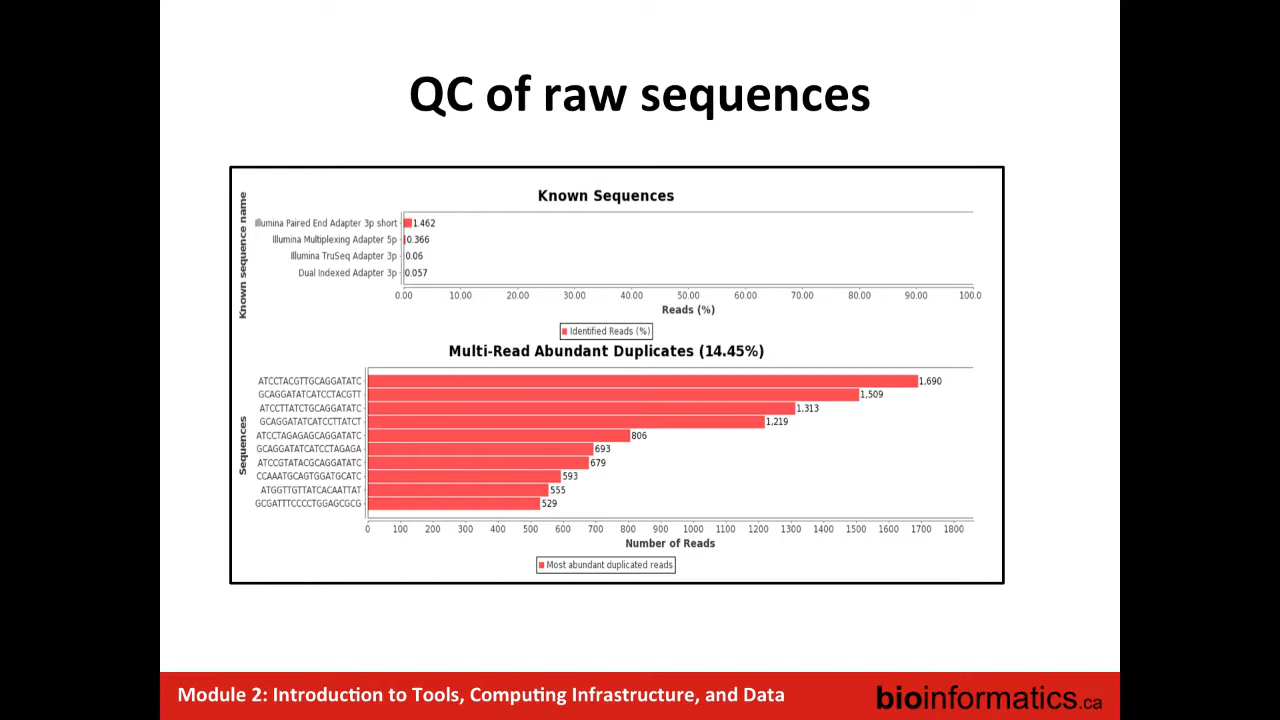 QC of raw sequences
Known Sequences
Known sequence name
Illumina Paired End Adapter 3p short 1.462
Illumina Multiplexing Adapter 5p 0.366
Illumina TruSeq Adapter 3p 0.06
Dual Indexed Adapter 3p 0.057
0.00 10.00 20.00 30.00 40.00 50.00 60.00 70.00 80.00 90.00 100.0
Reads (%)
Identified Reads (%)
Multi-Read Abundant Duplicates (14.45%)
Sequences
ATCCTACGTTGCAGGATATC 1,690
GCAGGATATCATCCTACGTT 1,509
ATCCTTATCTGCAGGATATC 1,313
GCAGGATATCATCCTTATCT 1,219
ATCCTAGAGAGCAGGATATC 806
GCAGGATATCATCCTAGAGA 693
ATCCGTATACGCAGGATATC 679
CCAAATGCAGTGGATGCATC 593
ATGGTTGTTATCACAATTAT 555
GCGATTTCCCCTGGAGCGCG 529
0 100 200 300 400 500 600 700 800 900 1000 1100 1200 1300 1400 1500 1600 1700 1800
Number of Reads
Most abundant duplicated reads
Module 2: Introduction to Tools, Computing Infrastructure, and Data
bioinformatics.ca